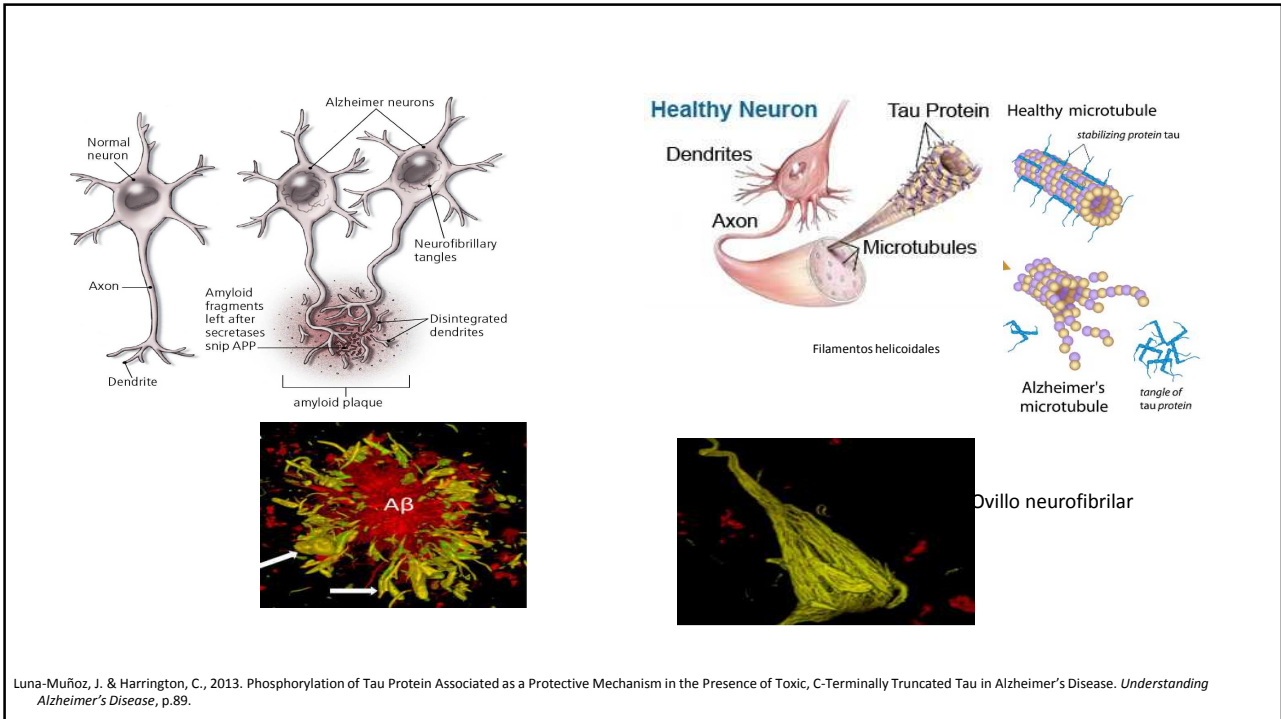 Alzheimer neurons
Normal
neuron
Neurofibrillary
tangles
Axon
Amyloid
fragments
left after
secretases
snip APP
Disintegrated
dendrites
Dendrite
amyloid plaque
Aβ
Healthy Neuron
Tau Protein
Dendrites
Axon
Microtubules
Healthy microtubule
stabilizing protein tau
Filamentos helicoidales
Alzheimer's
microtubule
tangle of
tau protein
Ovillo neurofibrilar
Luna-Muñoz, J. & Harrington, C., 2013. Phosphorylation of Tau Protein Associated as a Protective Mechanism in the Presence of Toxic, C-Terminally Truncated Tau in Alzheimer’s Disease. Understanding
Alzheimer’s Disease, p.89.